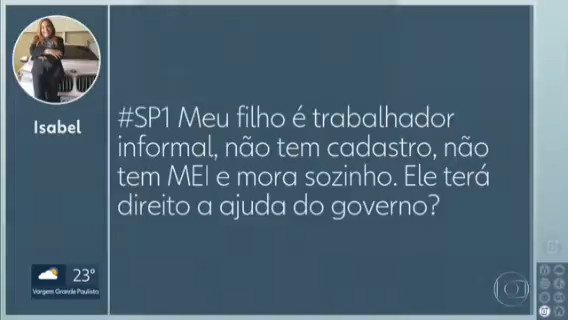 Isabel
#SP1 Meu filho é trabalhador
informal, não tem cadastro, não
tem MEI e mora sozinho. Ele terá
direito a ajuda do governo?
23°
Vargem Grande Paulista